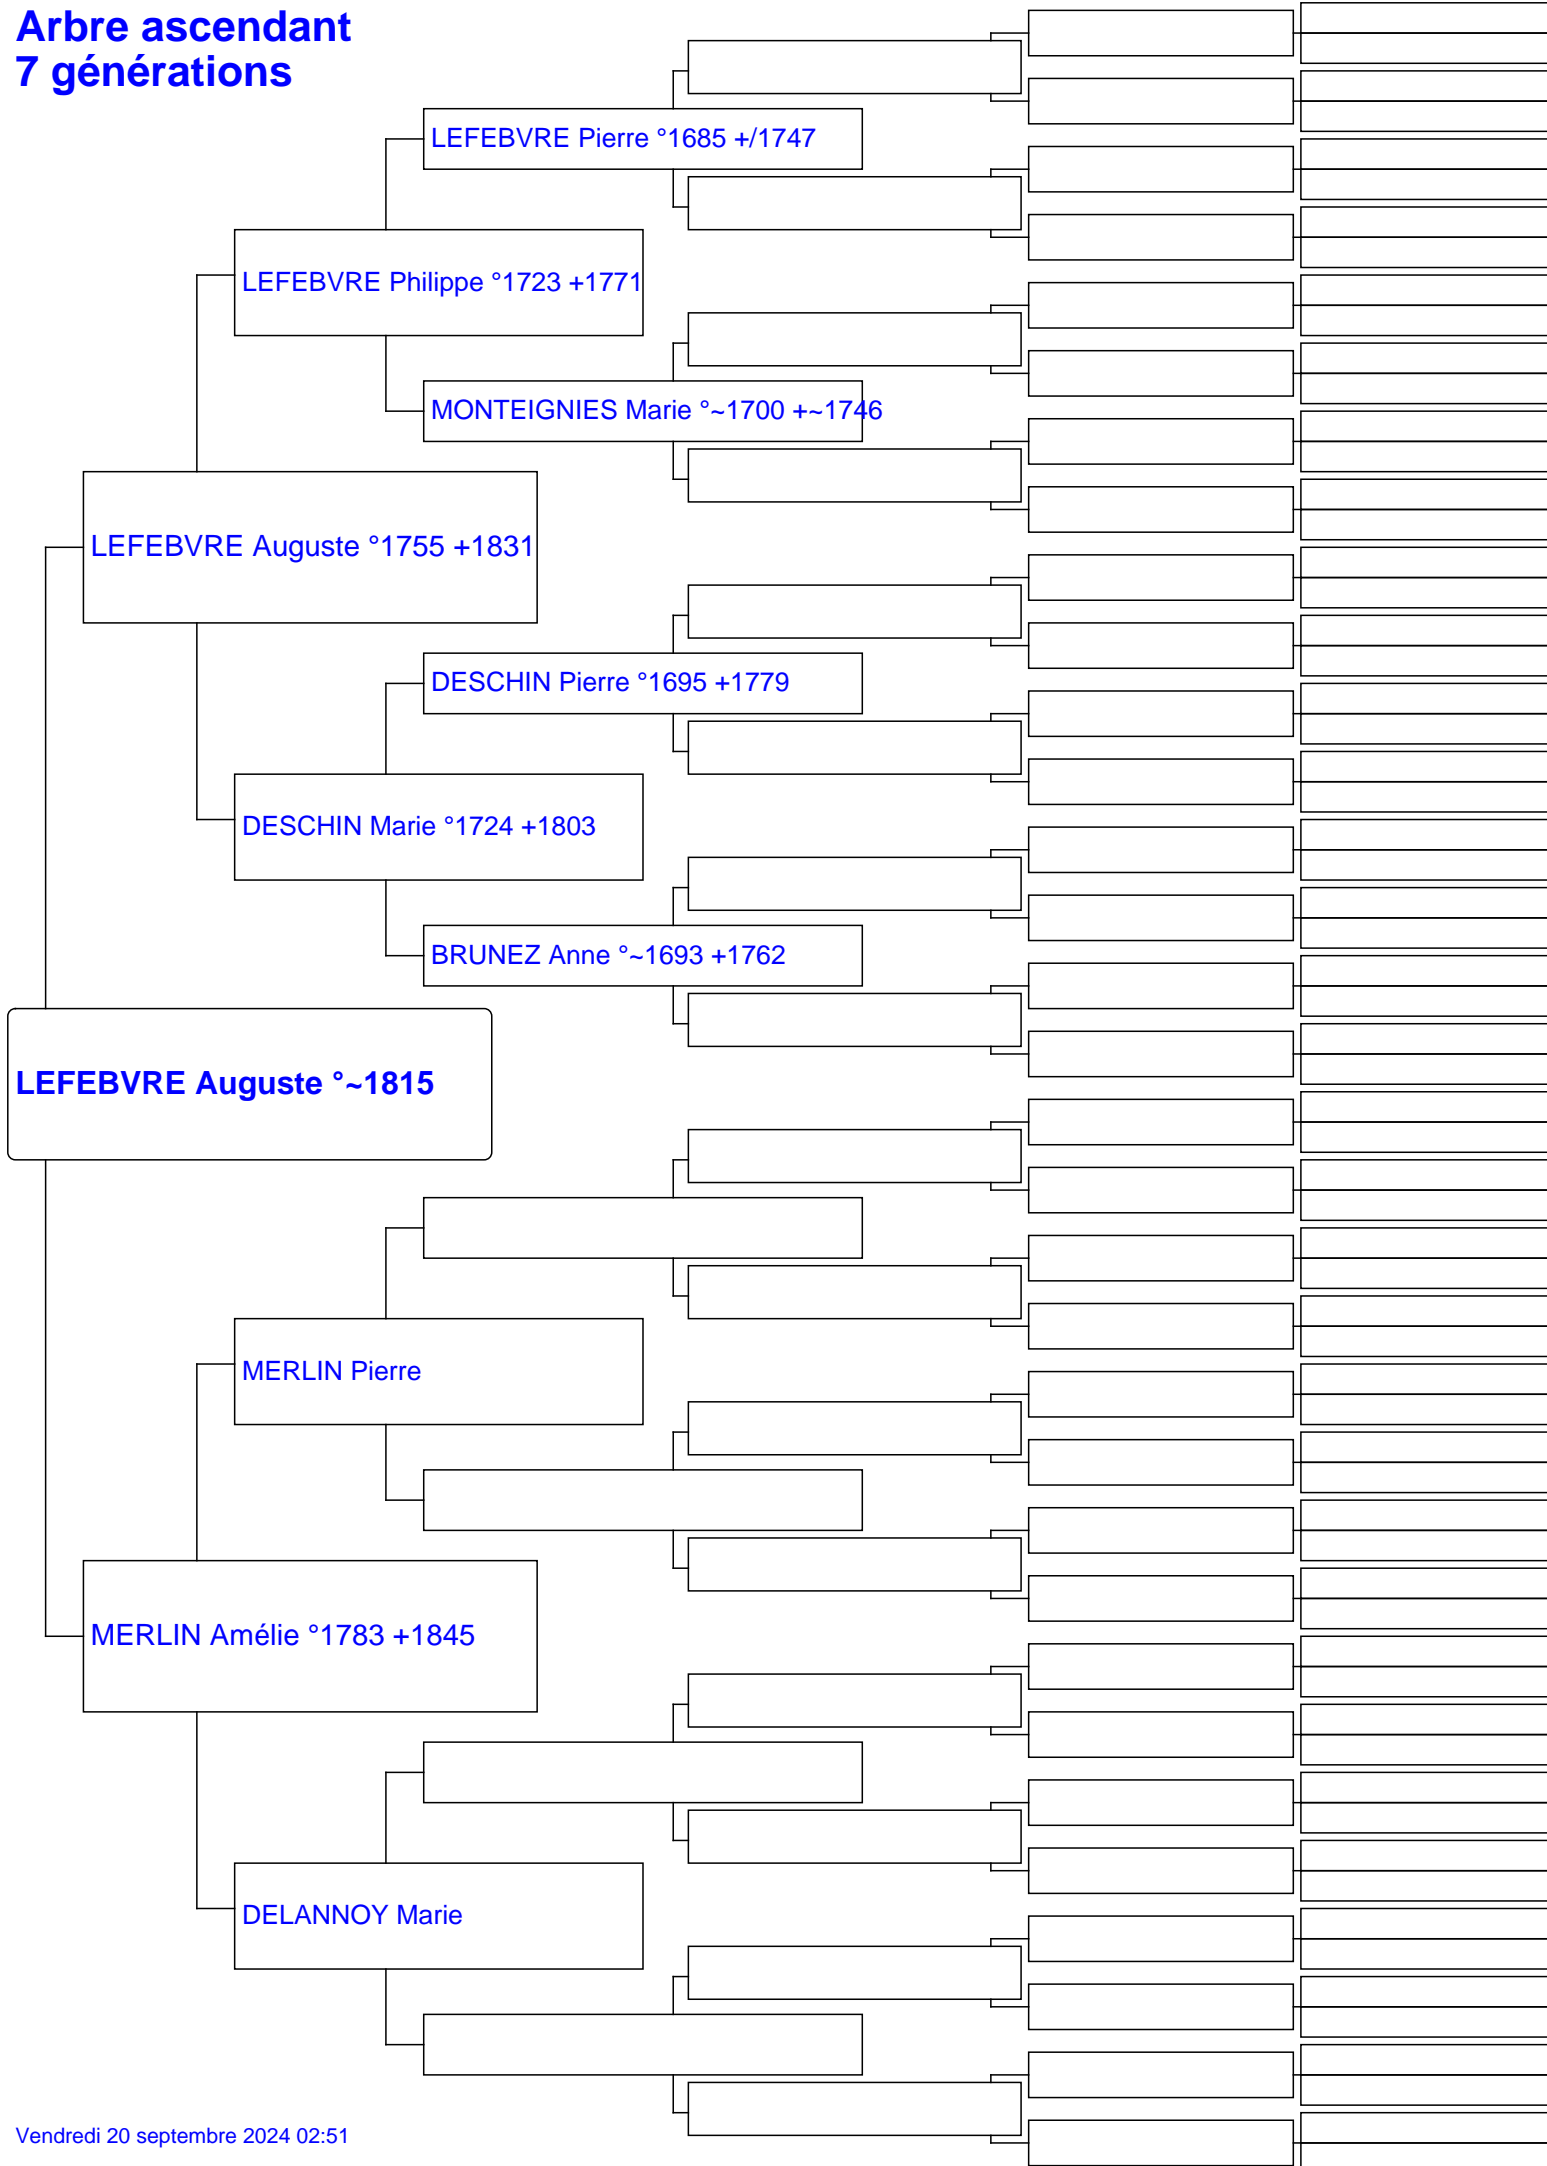 Arbre ascendant
7 générations
LEFEBVRE Pierre °1685 +/1747
LEFEBVRE Philippe °1723 +1771
MONTEIGNIES Marie °~1700 +~1746
LEFEBVRE Auguste °1755 +1831
DESCHIN Pierre °1695 +1779
DESCHIN Marie °1724 +1803
BRUNEZ Anne °~1693 +1762
LEFEBVRE Auguste °~1815
MERLIN Pierre
MERLIN Amélie °1783 +1845
DELANNOY Marie
Vendredi 20 septembre 2024 02:51